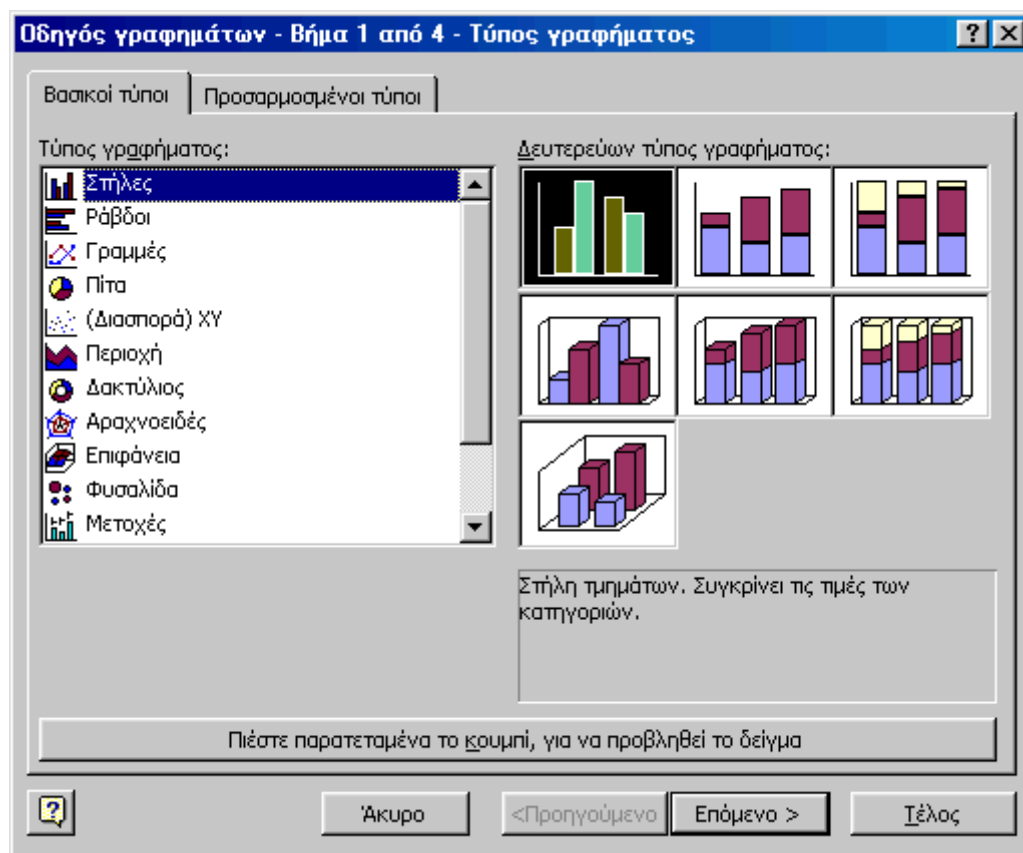 Οδηγός γραφημάτων - Βήμα 1 από 4 - Τύπος γραφήματος
Βασικοί τύποι
Προσαρμοσμένοι τύποι
Τύπος γραφήματος:
Στήλες
Ράβδοι
Γραμμές
Πίτα
(Διασπορά) XY
Περιοχή
Δακτύλιος
Αραχνοειδές
Επιφάνεια
Φυσαλίδα
Μετοχές
Δευτερεύων τύπος γραφήματος:
Στήλη τμημάτων. Συγκρίνει τις τιμές των
κατηγοριών.
Πιέστε παρατεταμένα το κουμπί, για να προβληθεί το δείγμα
Άκυρο
<Προηγούμενο
Επόμενο >
Τέλος